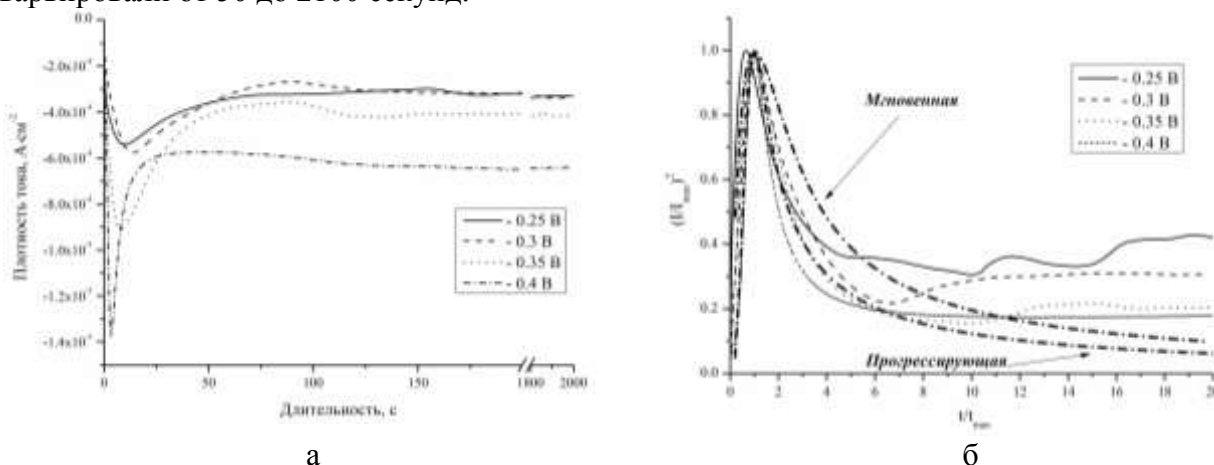 варьировали от 50 до 2100 секунд.
0.0
-2.0x10⁻⁴
-4.0x10⁻⁴
-6.0x10⁻⁴
-8.0x10⁻⁴
-1.0x10⁻³
-1.2x10⁻³
-1.4x10⁻³
Плотность тока, А·см⁻²
- 0.25 В
- 0.3 В
- 0.35 В
- 0.4 В
0 50 100 150 1800 2000
Длительность, с
а
1.0
0.8
0.6
0.4
0.2
0.0
(I/Iₘₐₓ)²
Мгновенная
- 0.25 В
- 0.3 В
- 0.35 В
- 0.4 В
Прогрессирующая
0 2 4 6 8 10 12 14 16 18 20
t/tₘₐₓ
б